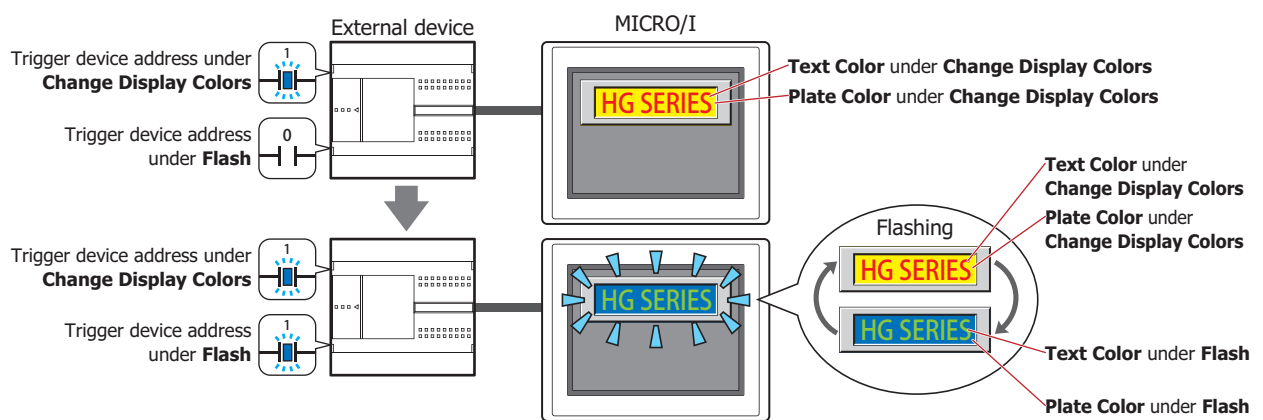 External device
MICRO/I
Trigger device address under
Change Display Colors
1
Trigger device address
under Flash
0
HG SERIES
Text Color under Change Display Colors
Plate Color under Change Display Colors
Trigger device address under
Change Display Colors
1
Trigger device address
under Flash
1
HG SERIES
Flashing
HG SERIES
HG SERIES
Text Color under
Change Display Colors
Plate Color under
Change Display Colors
Text Color under Flash
Plate Color under Flash